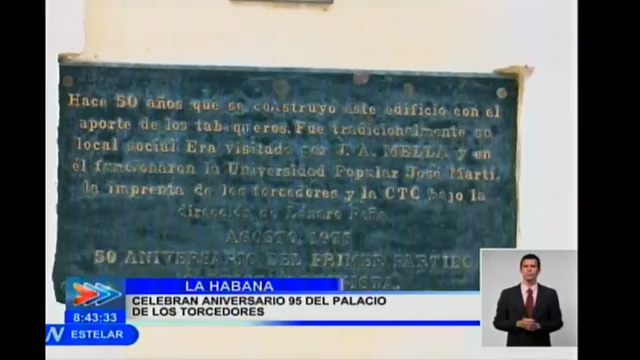 Hace 50 años que se construyo este edificio con el
aporte de los tabaqueros. Fue tradicionalmente su
local social. Era visitado por J. A. MELLA y en
él funcionaron la Universidad Popular José Martí,
la imprenta de los torcedores y la CTC bajo la
dirección de Lázaro Peña
AGOSTO, 1975
50 ANIVERSARIO DEL PRIMER PARTIDO
LA HABANA
CELEBRAN ANIVERSARIO 95 DEL PALACIO
DE LOS TORCEDORES
8:43:33
ESTELAR